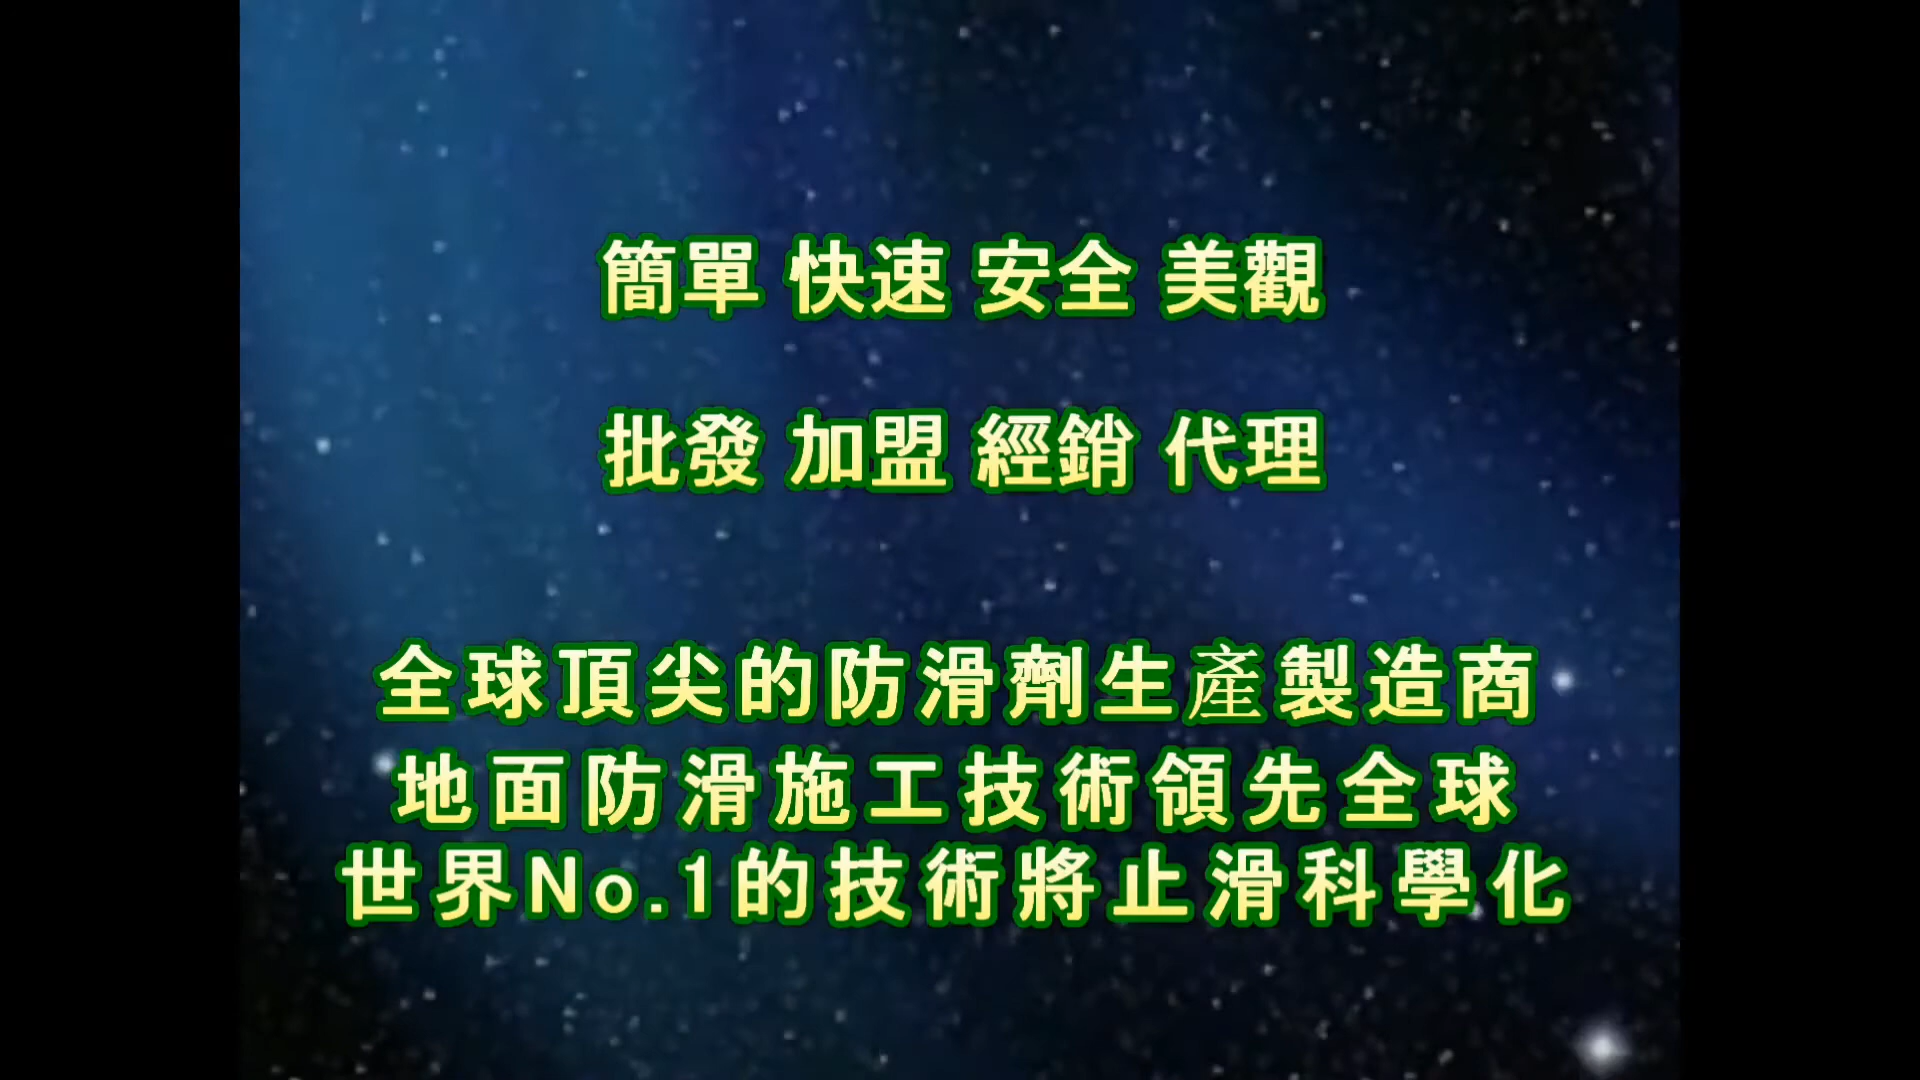 簡單 快速 安全 美觀
批發 加盟 經銷 代理
全球頂尖的防滑劑生產製造商
地面防滑施工技術領先全球
世界No.1的技術將止滑科學化